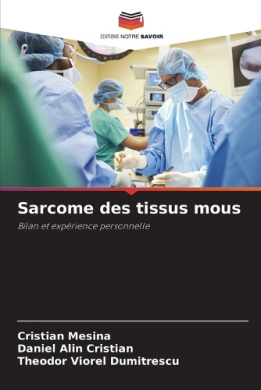 EDITIONS NOTRE SAVOIR
Sarcome des tissus mous
Bilan et expérience personnelle
Cristian Mesina
Daniel Alin Cristian
Theodor Viorel Dumitrescu